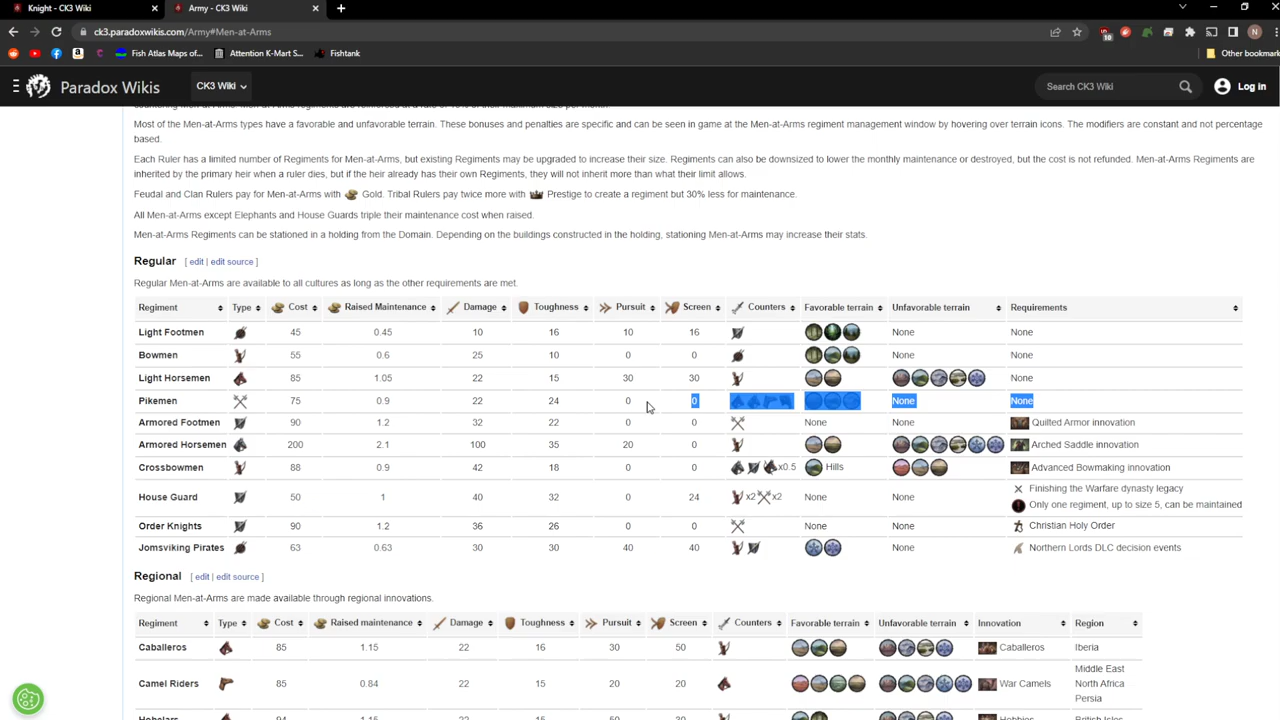 Knight - CK3 Wiki
Army - CK3 Wiki
ck3.paradoxwikis.com/Army#Men-at-Arms
Fish Atlas Maps of...
Attention K-Mart S...
Fishtank
Other bookmark
Paradox Wikis
CK3 Wiki
Search CK3 Wiki
Log in
Most of the Men-at-Arms types have a favorable and unfavorable terrain. These bonuses and penalties are specific and can be seen in game at the Men-at-Arms regiment management window by hovering over terrain icons. The modifiers are constant and not percentage
based.
Each Ruler has a limited number of Regiments for Men-at-Arms, but existing Regiments may be upgraded to increase their size. Regiments can also be downsized to lower the monthly maintenance or destroyed, but the cost is not refunded. Men-at-Arms Regiments are
inherited by the primary heir when a ruler dies, but if the heir already has their own Regiments, they will not inherit more than what their limit allows.
Feudal and Clan Rulers pay for Men-at-Arms with Gold. Tribal Rulers pay twice more with Prestige to create a regiment but 30% less for maintenance.
All Men-at-Arms except Elephants and House Guards triple their maintenance cost when raised.
Men-at-Arms Regiments can be stationed in a holding from the Domain. Depending on the buildings constructed in the holding, stationing Men-at-Arms may increase their stats.
Regular [ edit | edit source ]
Regular Men-at-Arms are available to all cultures as long as the other requirements are met.
Regiment Type Cost Raised Maintenance Damage Toughness Pursuit Screen Counters Favorable terrain Unfavorable terrain Requirements
Light Footmen 45 0.45 10 16 10 16 None None
Bowmen 55 0.6 25 10 0 0 None None
Light Horsemen 85 1.05 22 15 30 30 None
Pikemen 75 0.9 22 24 0 0 None None
Armored Footmen 90 1.2 32 22 0 0 None None Quilted Armor innovation
Armored Horsemen 200 2.1 100 35 20 0 Arched Saddle innovation
Crossbowmen 88 0.9 42 18 0 0 x0.5 Hills Advanced Bowmaking innovation
House Guard 50 1 40 32 0 24 x2 x2 None None Finishing the Warfare dynasty legacy
Only one regiment, up to size 5, can be maintained
Order Knights 90 1.2 36 26 0 0 None None Christian Holy Order
Jomsviking Pirates 63 0.63 30 30 40 40 None Northern Lords DLC decision events
Regional [ edit | edit source ]
Regional Men-at-Arms are made available through regional innovations.
Regiment Type Cost Raised maintenance Damage Toughness Pursuit Screen Counters Favorable terrain Unfavorable terrain Innovation Region
Caballeros 85 1.15 22 16 30 50 Caballeros Iberia
Camel Riders 85 0.84 22 15 20 20 War Camels Middle East
North Africa
Persia